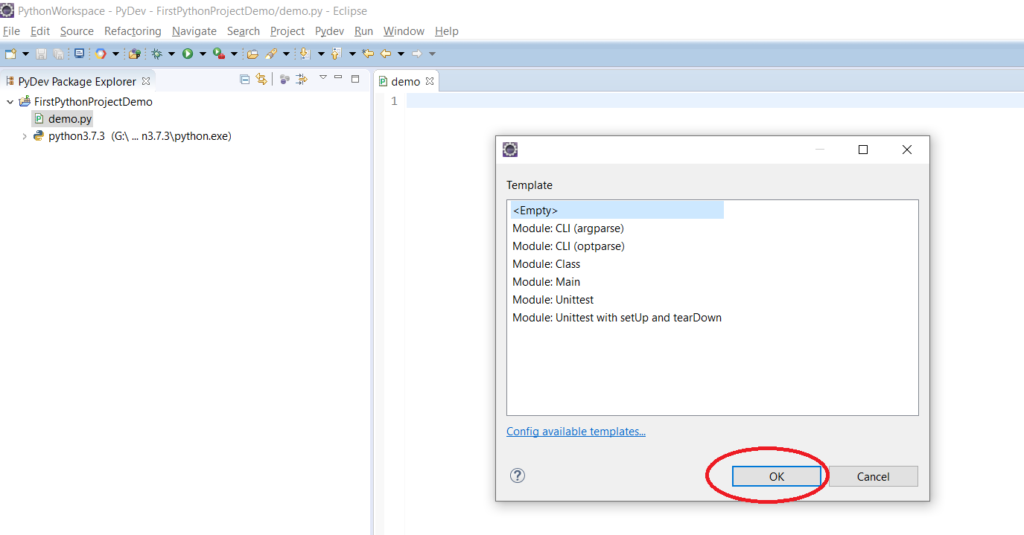 PythonWorkspace - PyDev - FirstPythonProjectDemo/demo.py - Eclipse
File Edit Source Refactoring Navigate Search Project Pydev Run Window Help
PyDev Package Explorer
FirstPythonProjectDemo
demo.py
python3.7.3 (G:\ ... n3.7.3\python.exe)
demo
1
Template
<Empty>
Module: CLI (argparse)
Module: CLI (optparse)
Module: Class
Module: Main
Module: Unittest
Module: Unittest with setUp and tearDown
Config available templates...
?
OK Cancel